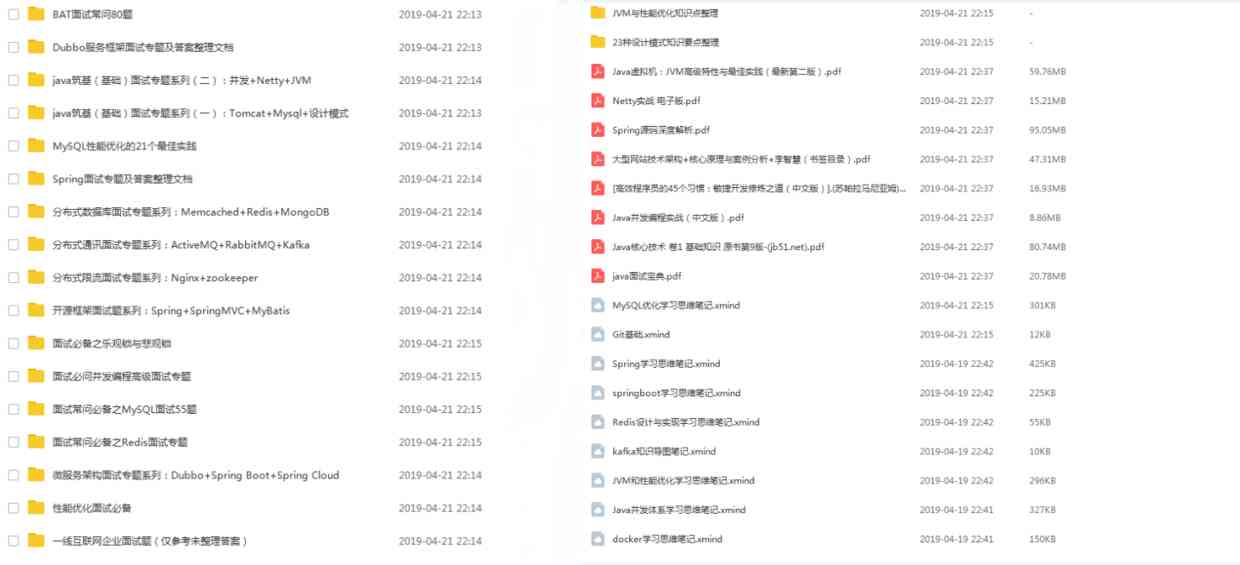 BAT面试常问80题 2019-04-21 22:13
Dubbo服务框架面试专题及答案整理文档 2019-04-21 22:13
java筑基（基础）面试专题系列（二）：并发+Netty+JVM 2019-04-21 22:14
java筑基（基础）面试专题系列（一）：Tomcat+Mysql+设计模式 2019-04-21 22:13
MySQL性能优化的21个最佳实践 2019-04-21 22:14
Spring面试专题及答案整理文档 2019-04-21 22:14
分布式数据库面试专题系列：Memcached+Redis+MongoDB 2019-04-21 22:14
分布式通讯面试专题系列：ActiveMQ+RabbitMQ+Kafka 2019-04-21 22:14
分布式限流面试专题系列：Nginx+zookeeper 2019-04-21 22:14
开源框架面试题系列：Spring+SpringMVC+MyBatis 2019-04-21 22:14
面试必备之乐观锁与悲观锁 2019-04-21 22:15
面试必问并发编程高级面试专题 2019-04-21 22:15
面试常问必备之MySQL面试55题 2019-04-21 22:15
面试常问必备之Redis面试专题 2019-04-21 22:15
微服务架构面试专题系列：Dubbo+Spring Boot+Spring Cloud 2019-04-21 22:14
性能优化面试必备 2019-04-21 22:14
一线互联网企业面试题（仅参考未整理答案） 2019-04-21 22:14
JVM与性能优化知识点整理 2019-04-21 22:15 -
23种设计模式知识要点整理 2019-04-21 22:15 -
Java虚拟机：JVM高级特性与最佳实践（最新第二版）.pdf 2019-04-21 22:37 59.76MB
Netty实战 电子版.pdf 2019-04-21 22:37 15.21MB
Spring源码深度解析.pdf 2019-04-21 22:37 95.05MB
大型网站技术架构+核心原理与案例分析+李智慧（书签目录）.pdf 2019-04-21 22:37 47.31MB
[高效程序员的45个习惯：敏捷开发修炼之道（中文版）].(苏帕拉马尼亚姆)... 2019-04-21 22:37 16.93MB
Java并发编程实战（中文版）.pdf 2019-04-21 22:37 8.86MB
Java核心技术 卷1 基础知识 原书第9版-(jb51.net).pdf 2019-04-21 22:37 80.74MB
java面试宝典.pdf 2019-04-21 22:37 20.78MB
MySQL优化学习思维笔记.xmind 2019-04-21 22:15 301KB
Git基础.xmind 2019-04-21 22:15 12KB
Spring学习思维笔记.xmind 2019-04-19 22:42 425KB
springboot学习思维笔记.xmind 2019-04-19 22:42 225KB
Redis设计与实现学习思维笔记.xmind 2019-04-19 22:42 55KB
kafka知识导图笔记.xmind 2019-04-19 22:42 10KB
JVM和性能优化学习思维笔记.xmind 2019-04-19 22:42 296KB
Java并发体系学习思维笔记.xmind 2019-04-19 22:41 327KB
docker学习思维笔记.xmind 2019-04-19 22:41 150KB